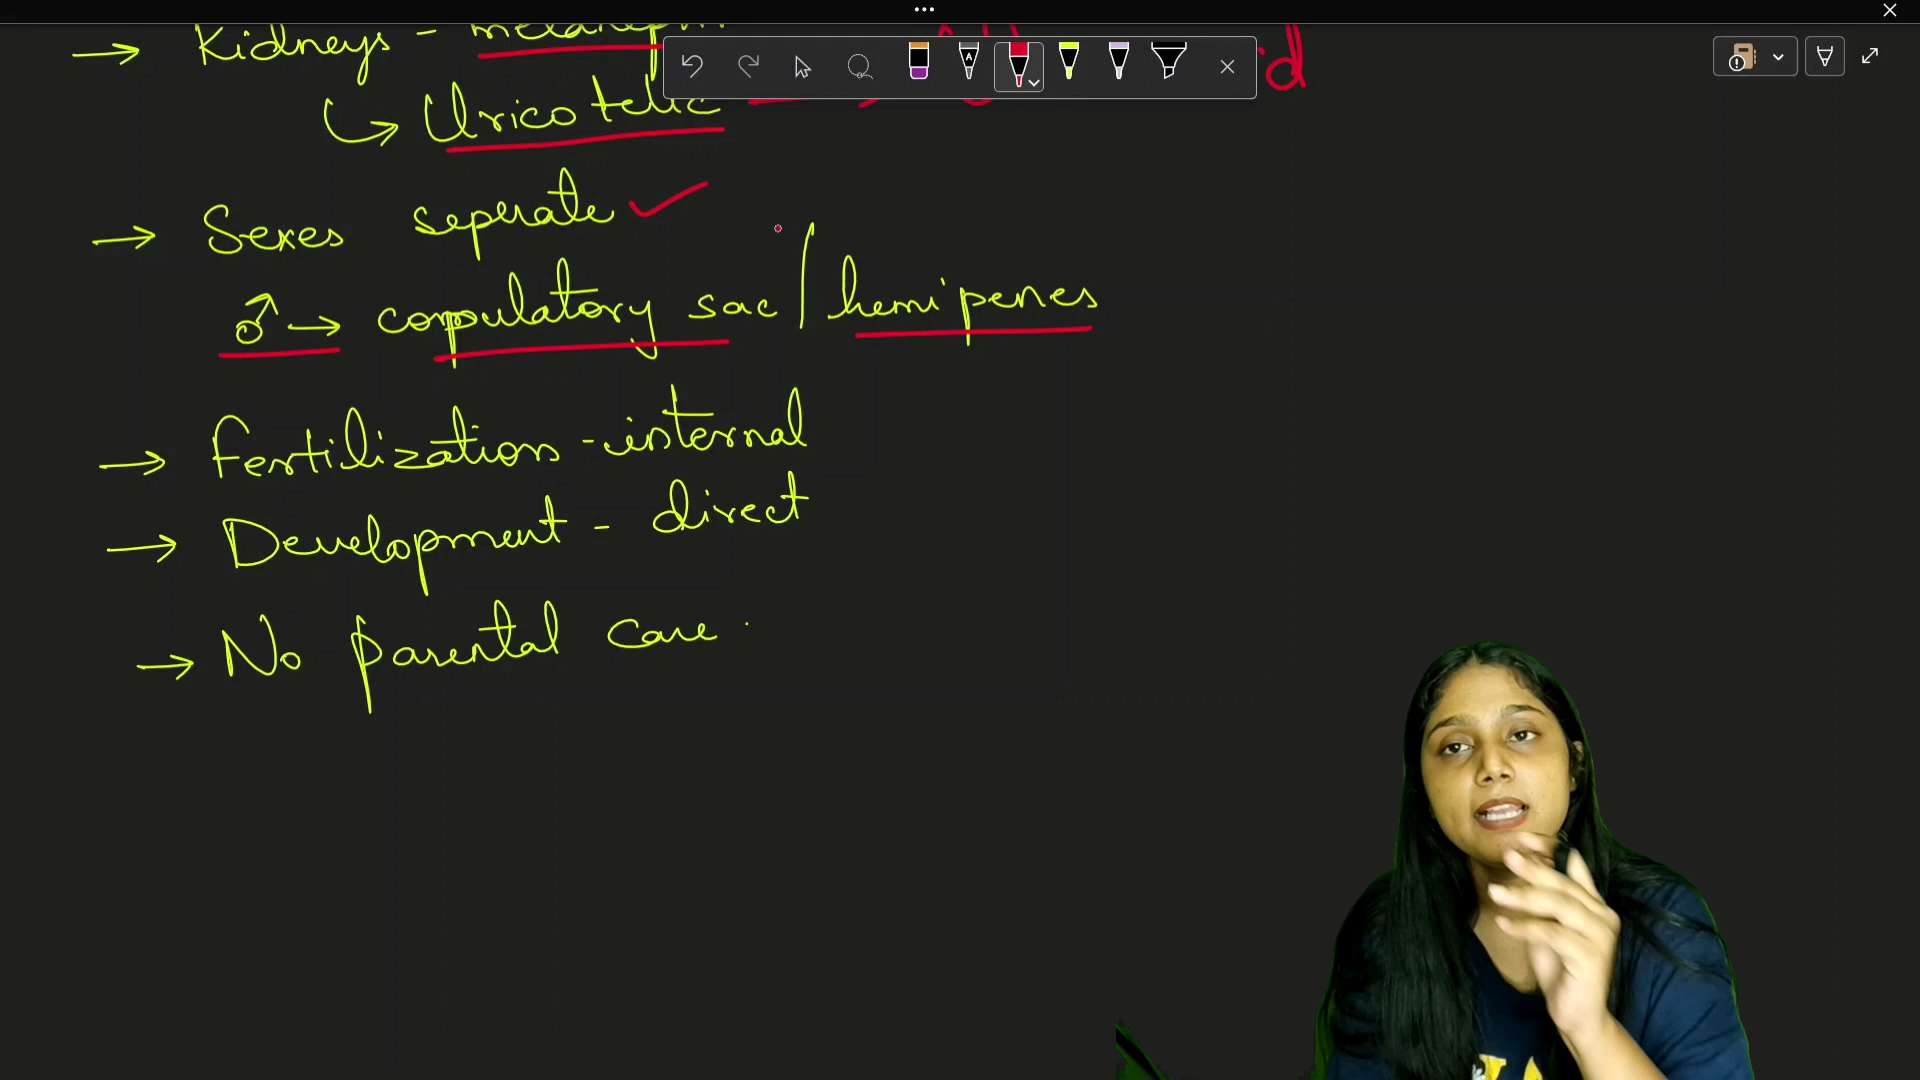 → Kidneys -
↳ Uricotelic
→ Sexes seperate ✓
♂ → copulatory sac / hemipenes
→ Fertilization - internal
→ Development - direct
→ No parental care .